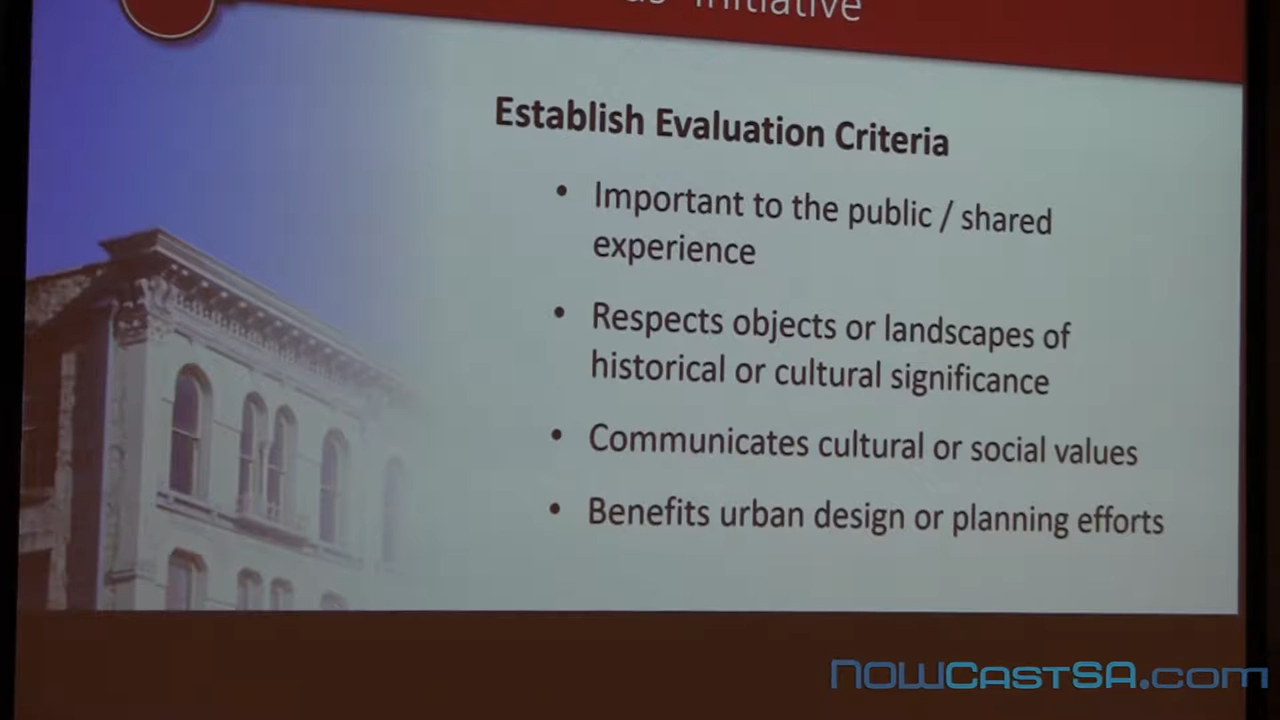 Initiative
Establish Evaluation Criteria
• Important to the public / shared
experience
• Respects objects or landscapes of
historical or cultural significance
• Communicates cultural or social values
• Benefits urban design or planning efforts
NOWCastSA.com